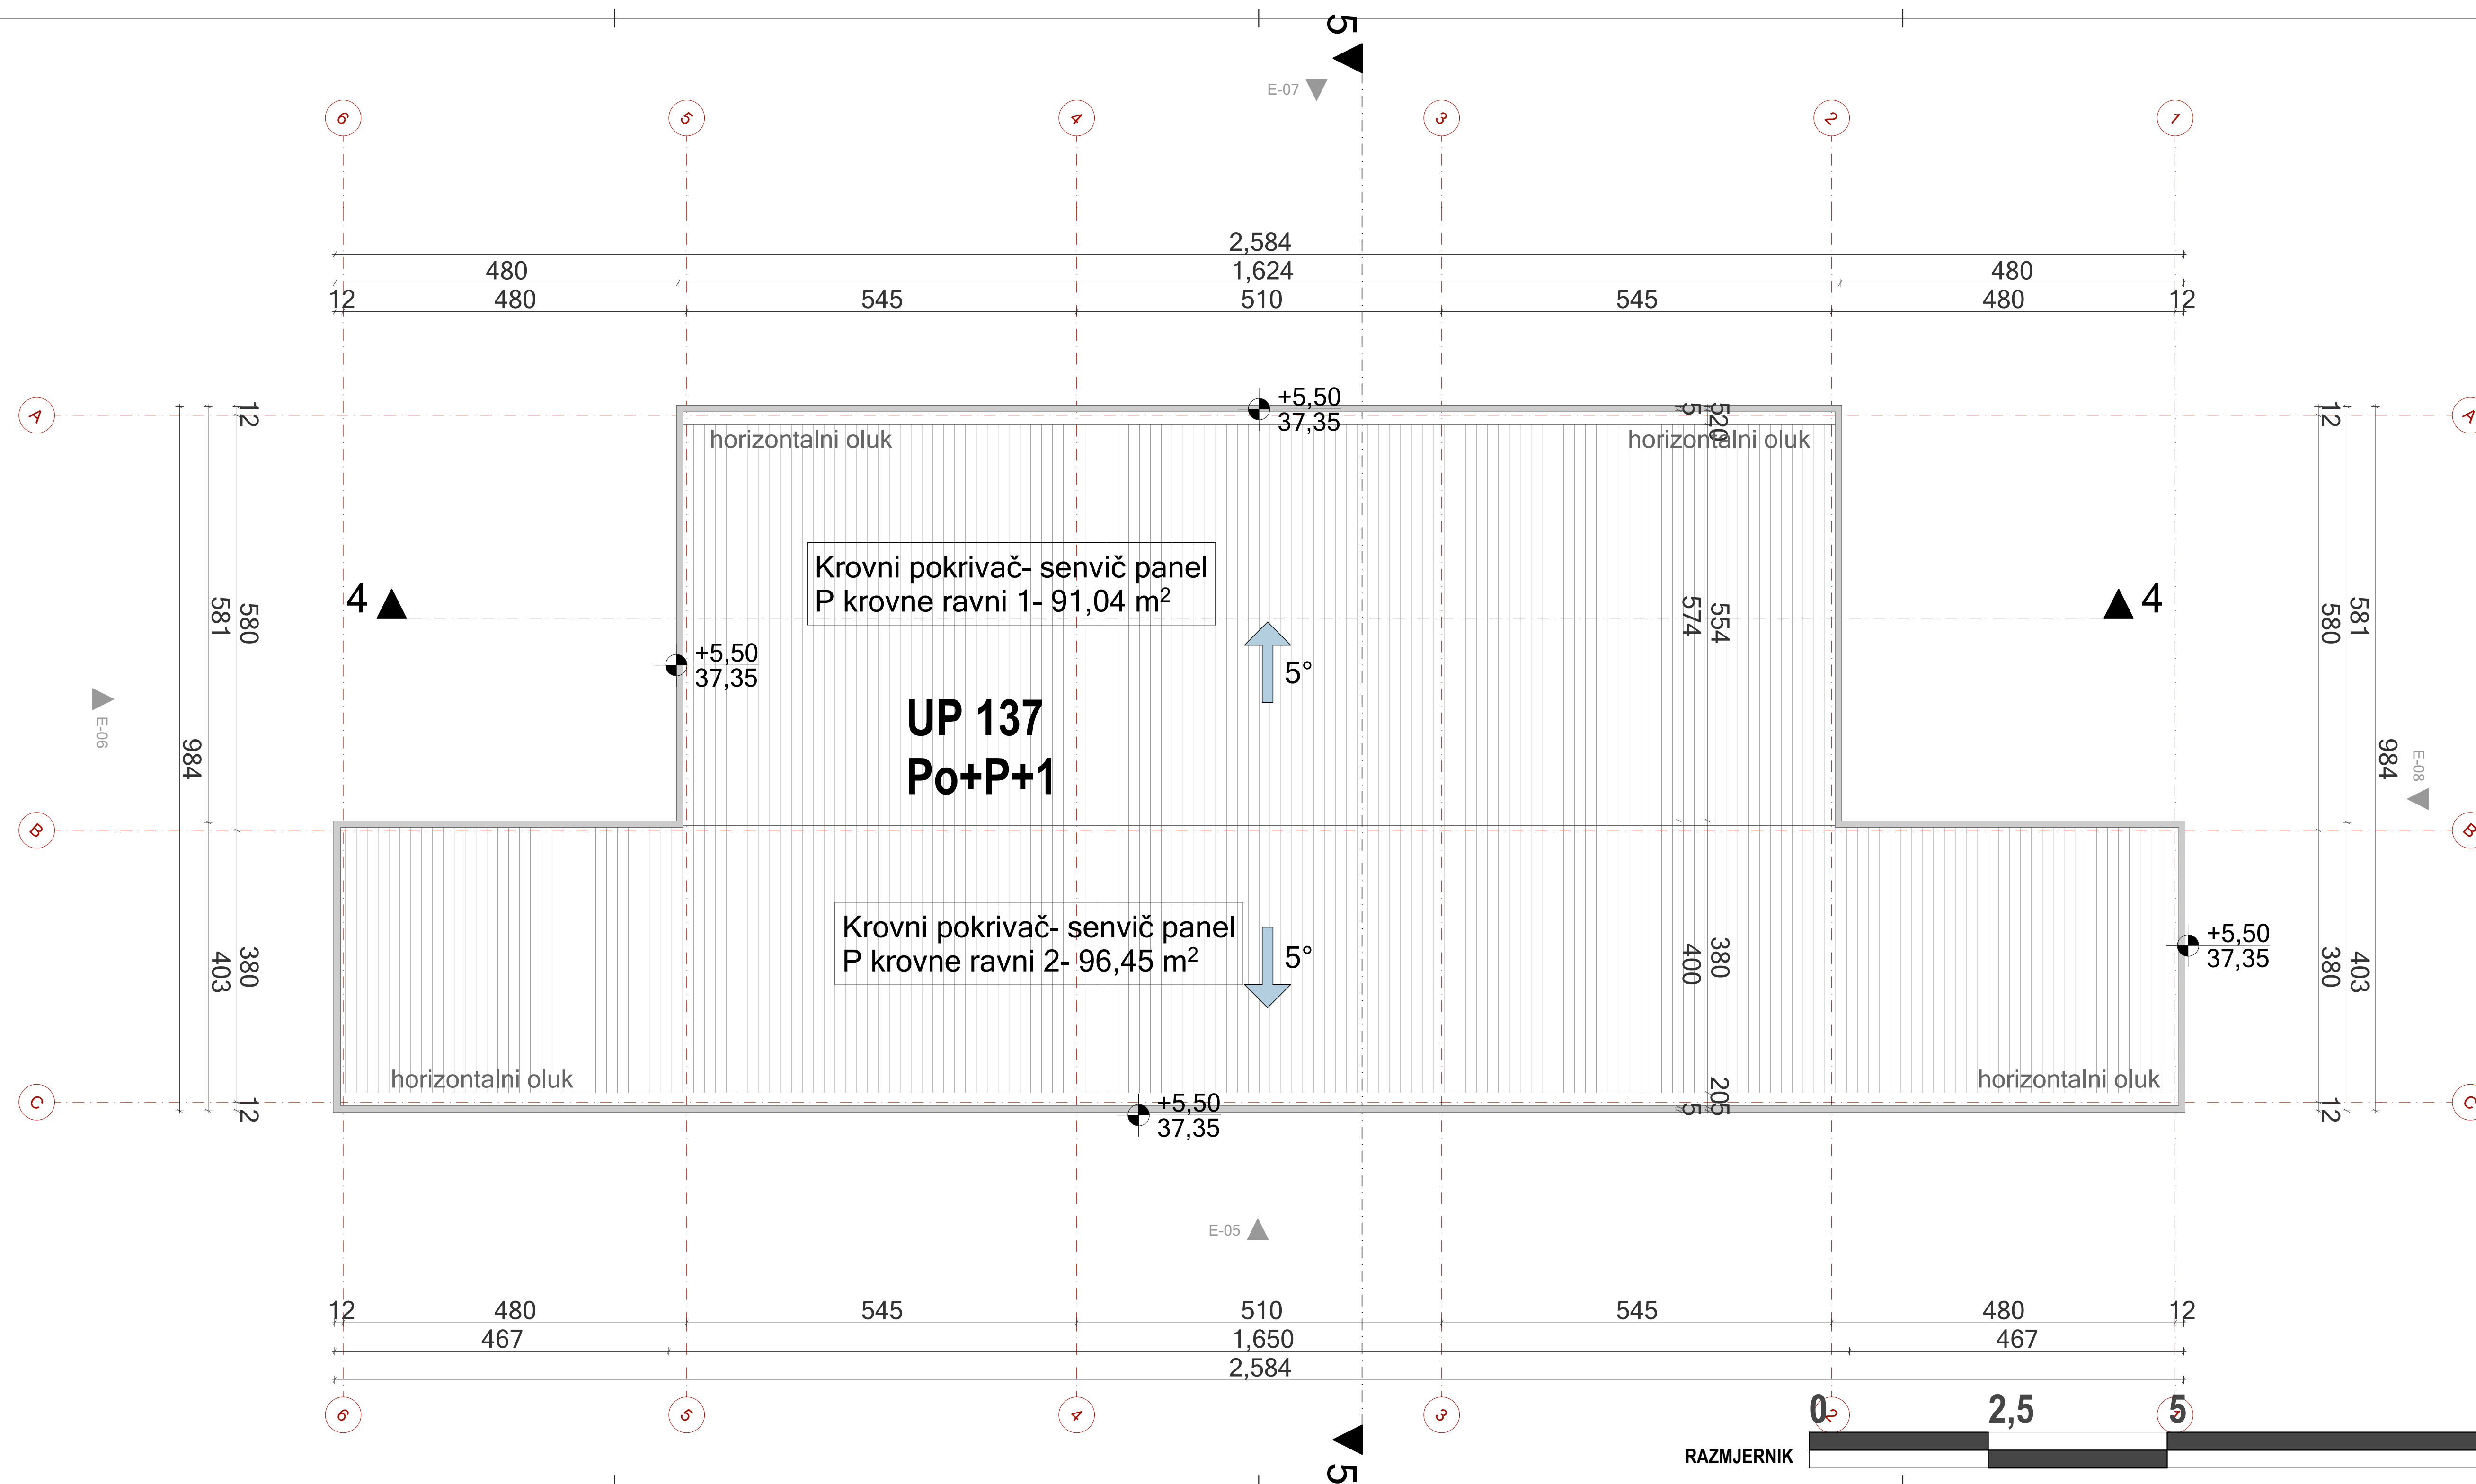 5
E-07
6 5 4 3 2 1
2,584
480 1,624 480
12 480 545 510 545 480 12
A
A
12
12
5
520
+5,50
37,35
horizontalni oluk
horizontalni oluk
Krovni pokrivač- senvič panel
P krovne ravni 1- 91,04 m²
4
4
580
581
574
554
580
581
5°
+5,50
37,35
UP 137
Po+P+1
E-06
984
984
E-08
B
B
Krovni pokrivač- senvič panel
P krovne ravni 2- 96,45 m²
5°
380
403
400
380
380
403
+5,50
37,35
horizontalni oluk
horizontalni oluk
C
C
12
12
5
205
+5,50
37,35
E-05
12 480 545 510 545 480 12
467 1,650 467
2,584
6 5 4 3 2 1
0 2,5 5
RAZMJERNIK
5